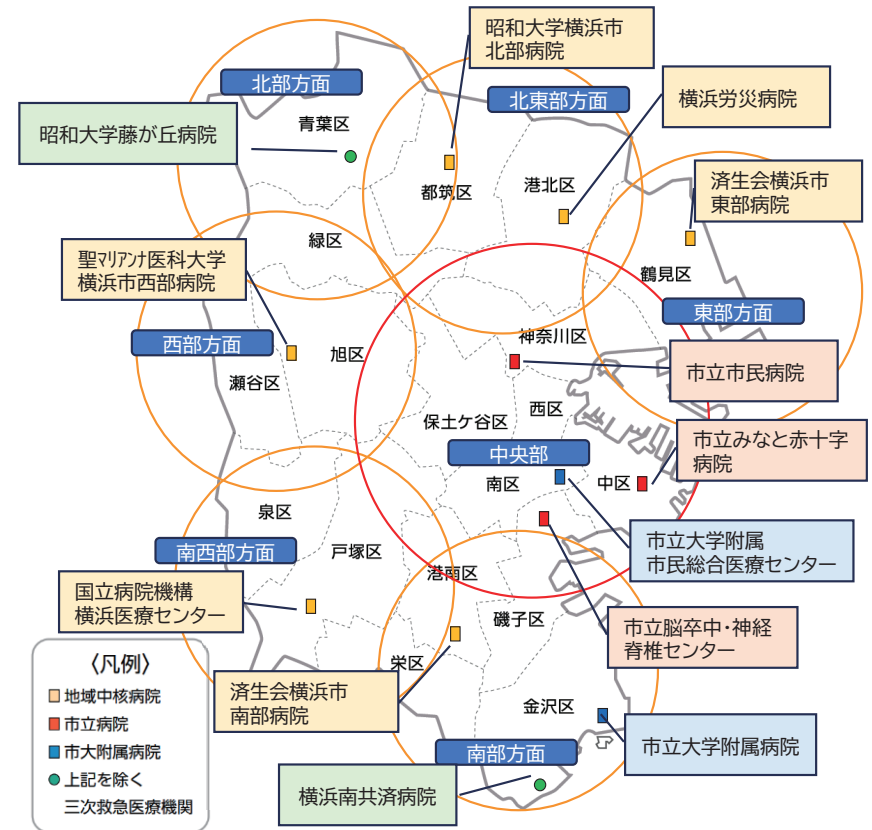 昭和大学横浜市
北部病院
北部方面
北東部方面
横浜労災病院
昭和大学藤が丘病院
青葉区
都筑区
港北区
済生会横浜市
東部病院
緑区
聖マリアンナ医科大学
横浜市西部病院
鶴見区
東部方面
西部方面
旭区
神奈川区
瀬谷区
市立市民病院
西区
保土ケ谷区
市立みなと赤十字
病院
中央部
南区
中区
泉区
南西部方面
戸塚区
市立大学附属
市民総合医療センター
港南区
国立病院機構
横浜医療センター
磯子区
市立脳卒中・神経
脊椎センター
〈凡例〉
地域中核病院
市立病院
市大附属病院
上記を除く
三次救急医療機関
栄区
済生会横浜市
南部病院
金沢区
市立大学附属病院
南部方面
横浜南共済病院